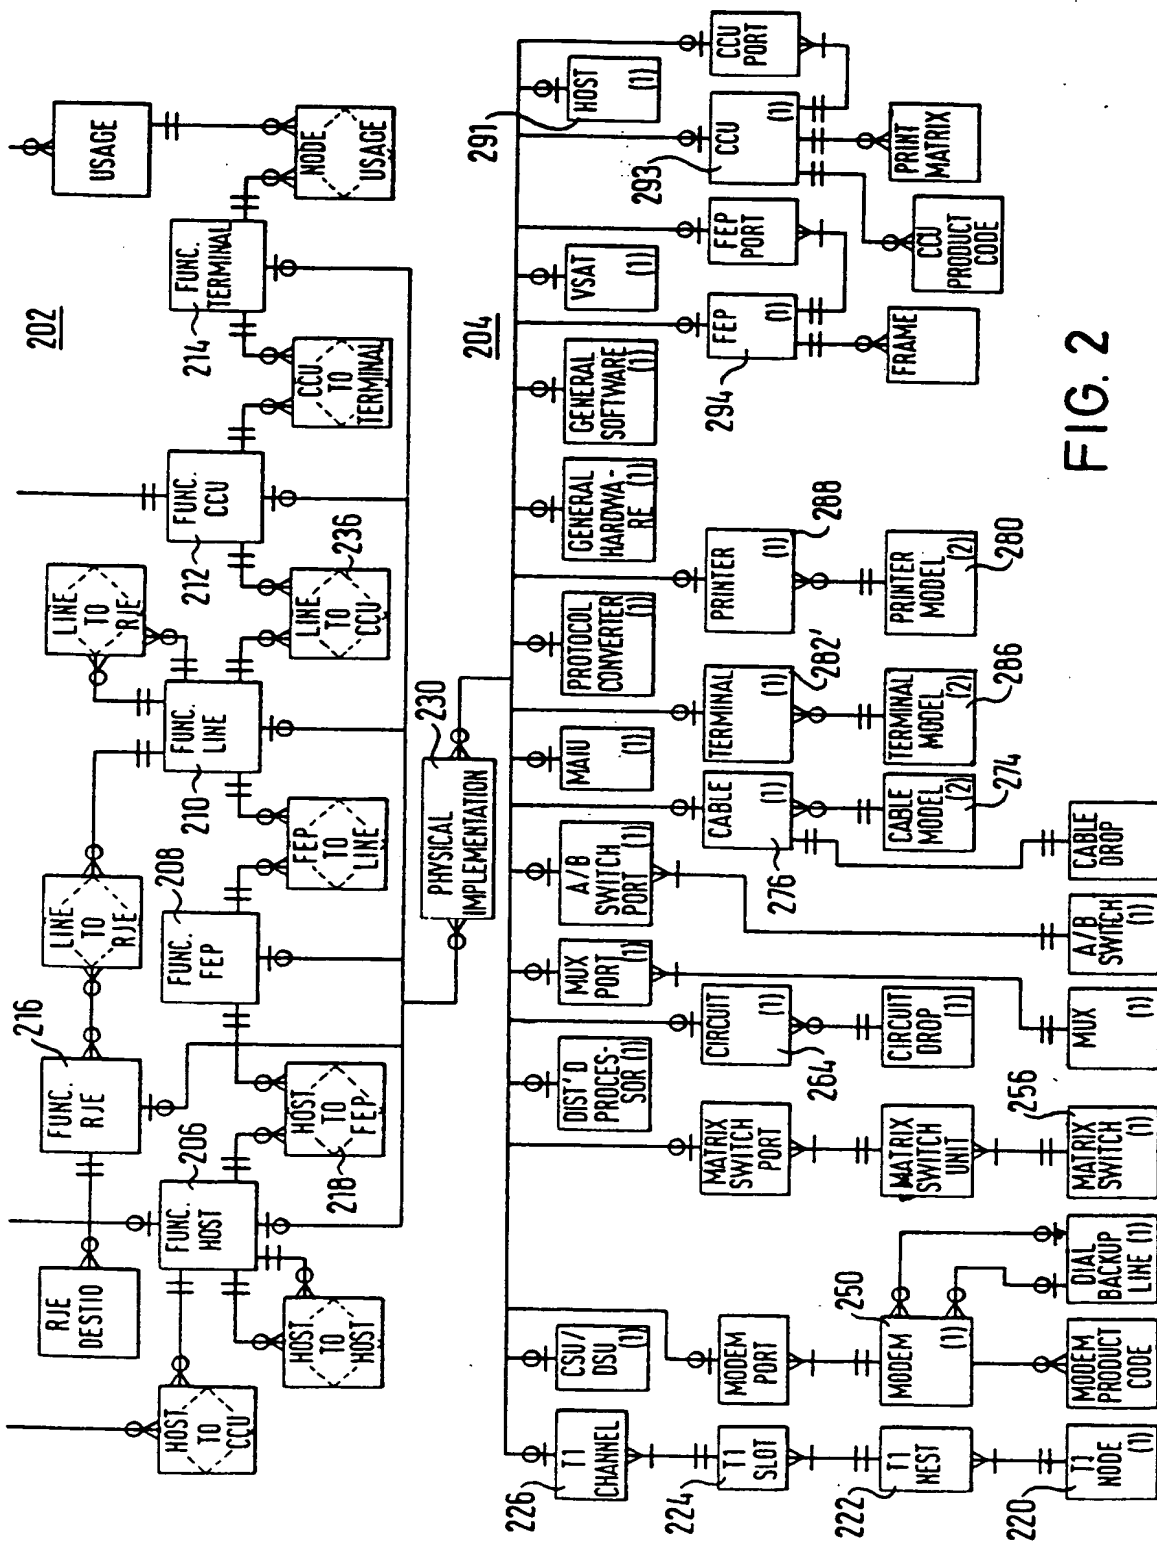 202
USAGE
NODE
USAGE
FUNC.
TERMINAL
214
CCU
TO
TERMINAL
FUNC.
CCU
212
LINE
TO
CCU
236
LINE
TO
RJE
FUNC.
LINE
210
FEP
TO
LINE
208
FUNC.
FEP
LINE
TO
RJE
216
FUNC.
RJE
206
FUNC.
HOST
HOST
TO
FEP
218
RJE
DESTIO
HOST
TO
HOST
HOST
TO
CCU
230
PHYSICAL
IMPLEMENTATION
204
226
T1
CHANNEL
CSU/
DSU
(1)
DIST'D
PROCES-
SOR (1)
MUX
PORT
(1)
A/B
SWITCH
PORT
(1)
MAIU
(1)
PROTOCOL
CONVERTER
(1)
GENERAL
HARDWA-
RE (1)
GENERAL
SOFTWARE
(1)
VSAT
(1)
291
HOST
(1)
224
T1
SLOT
MODEM
PORT
MATRIX
SWITCH
PORT
CIRCUIT
(1)
264
CABLE
(1)
276
TERMINAL
(1)
282'
PRINTER
(1)
288
FEP
(1)
294
FEP
PORT
293
CCU
(1)
CCU
PORT
222
T1
NEST
250
MODEM
(1)
MATRIX
SWITCH
UNIT
CIRCUIT
DROP
(1)
CABLE
MODEL
(2)
274
TERMINAL
MODEL
(2)
286
PRINTER
MODEL
(2)
280
FRAME
CCU
PRODUCT
CODE
PRINT
MATRIX
220
T1
NODE
(1)
MODEM
PRODUCT
CODE
DIAL
BACKUP
LINE (1)
256
MATRIX
SWITCH
(1)
MUX
(1)
A/B
SWITCH
(1)
CABLE
DROP
FIG. 2